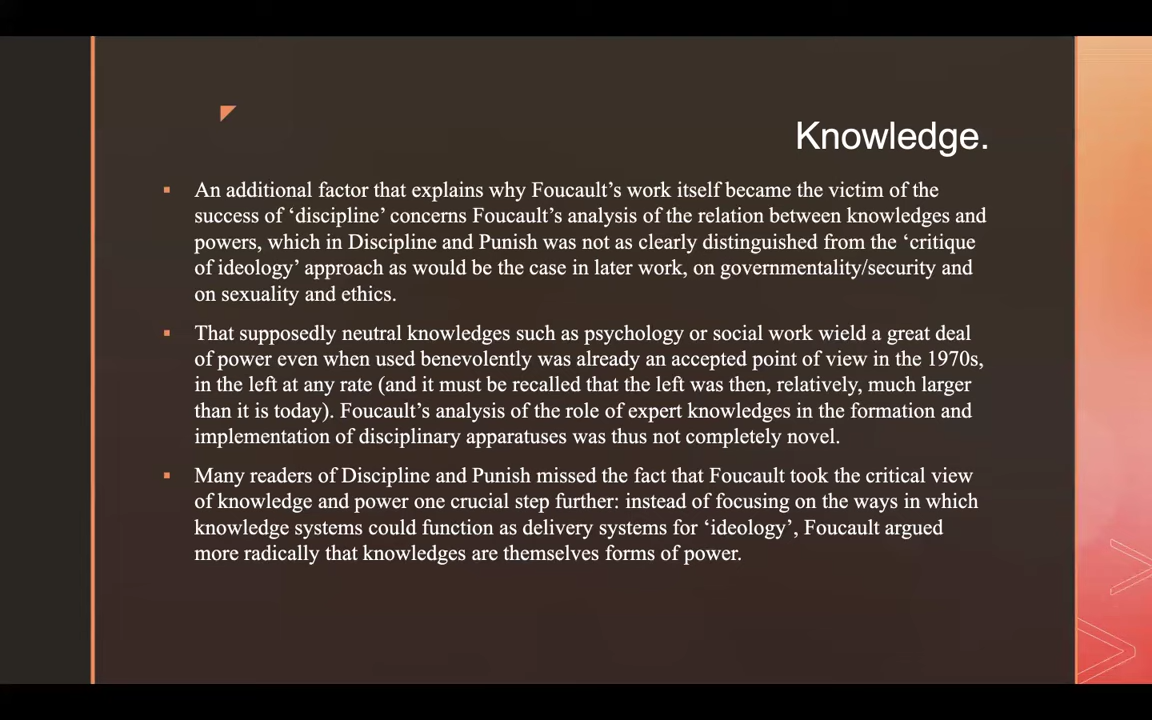 Knowledge.
An additional factor that explains why Foucault’s work itself became the victim of the
success of ‘discipline’ concerns Foucault’s analysis of the relation between knowledges and
powers, which in Discipline and Punish was not as clearly distinguished from the ‘critique
of ideology’ approach as would be the case in later work, on governmentality/security and
on sexuality and ethics.
That supposedly neutral knowledges such as psychology or social work wield a great deal
of power even when used benevolently was already an accepted point of view in the 1970s,
in the left at any rate (and it must be recalled that the left was then, relatively, much larger
than it is today). Foucault’s analysis of the role of expert knowledges in the formation and
implementation of disciplinary apparatuses was thus not completely novel.
Many readers of Discipline and Punish missed the fact that Foucault took the critical view
of knowledge and power one crucial step further: instead of focusing on the ways in which
knowledge systems could function as delivery systems for ‘ideology’, Foucault argued
more radically that knowledges are themselves forms of power.